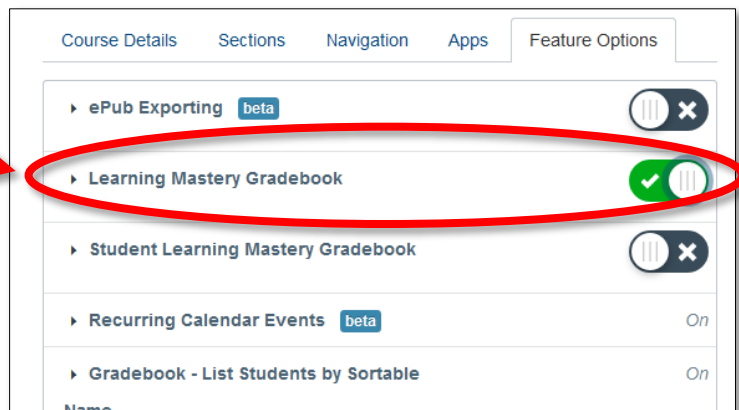 Course Details Sections Navigation Apps Feature Options
ePub Exporting beta
Learning Mastery Gradebook
Student Learning Mastery Gradebook
Recurring Calendar Events beta On
Gradebook - List Students by Sortable On
Name